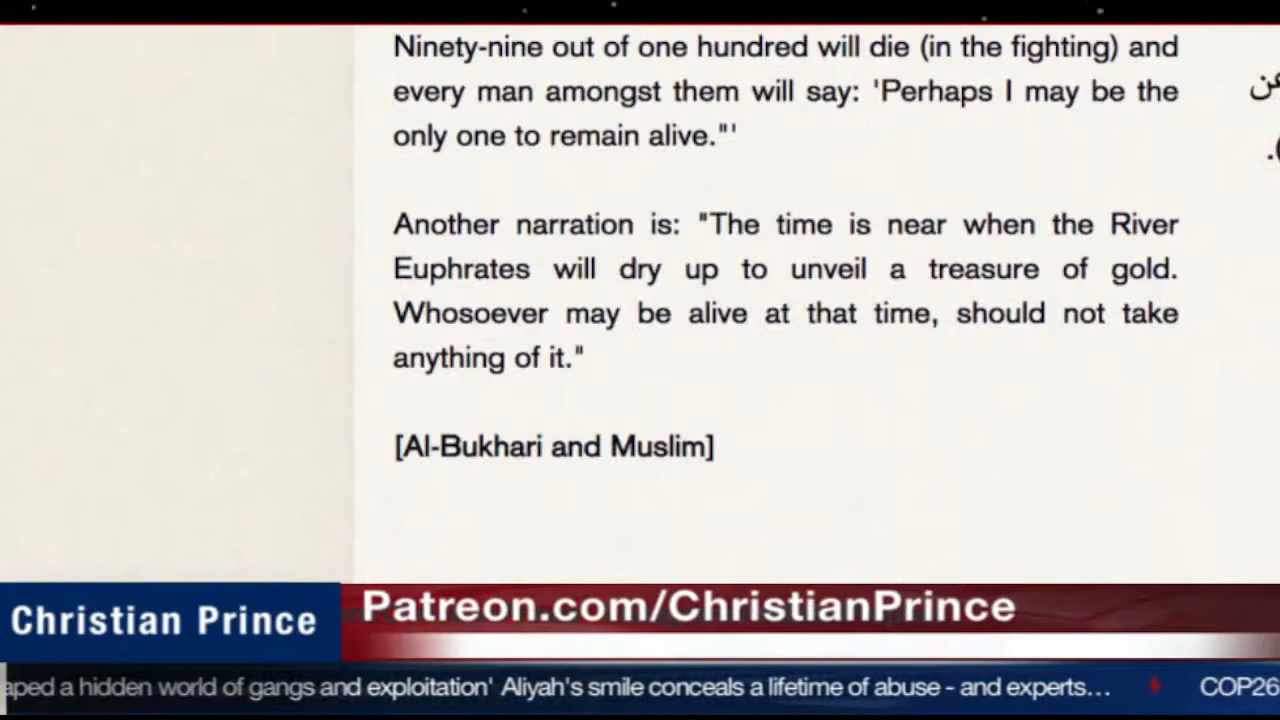 Ninety-nine out of one hundred will die (in the fighting) and
every man amongst them will say: 'Perhaps I may be the
only one to remain alive."'
عن
Another narration is: "The time is near when the River
Euphrates will dry up to unveil a treasure of gold.
Whosoever may be alive at that time, should not take
anything of it."
[Al-Bukhari and Muslim]
Christian Prince
Patreon.com/ChristianPrince
aped a hidden world of gangs and exploitation' Aliyah's smile conceals a lifetime of abuse - and experts... COP26